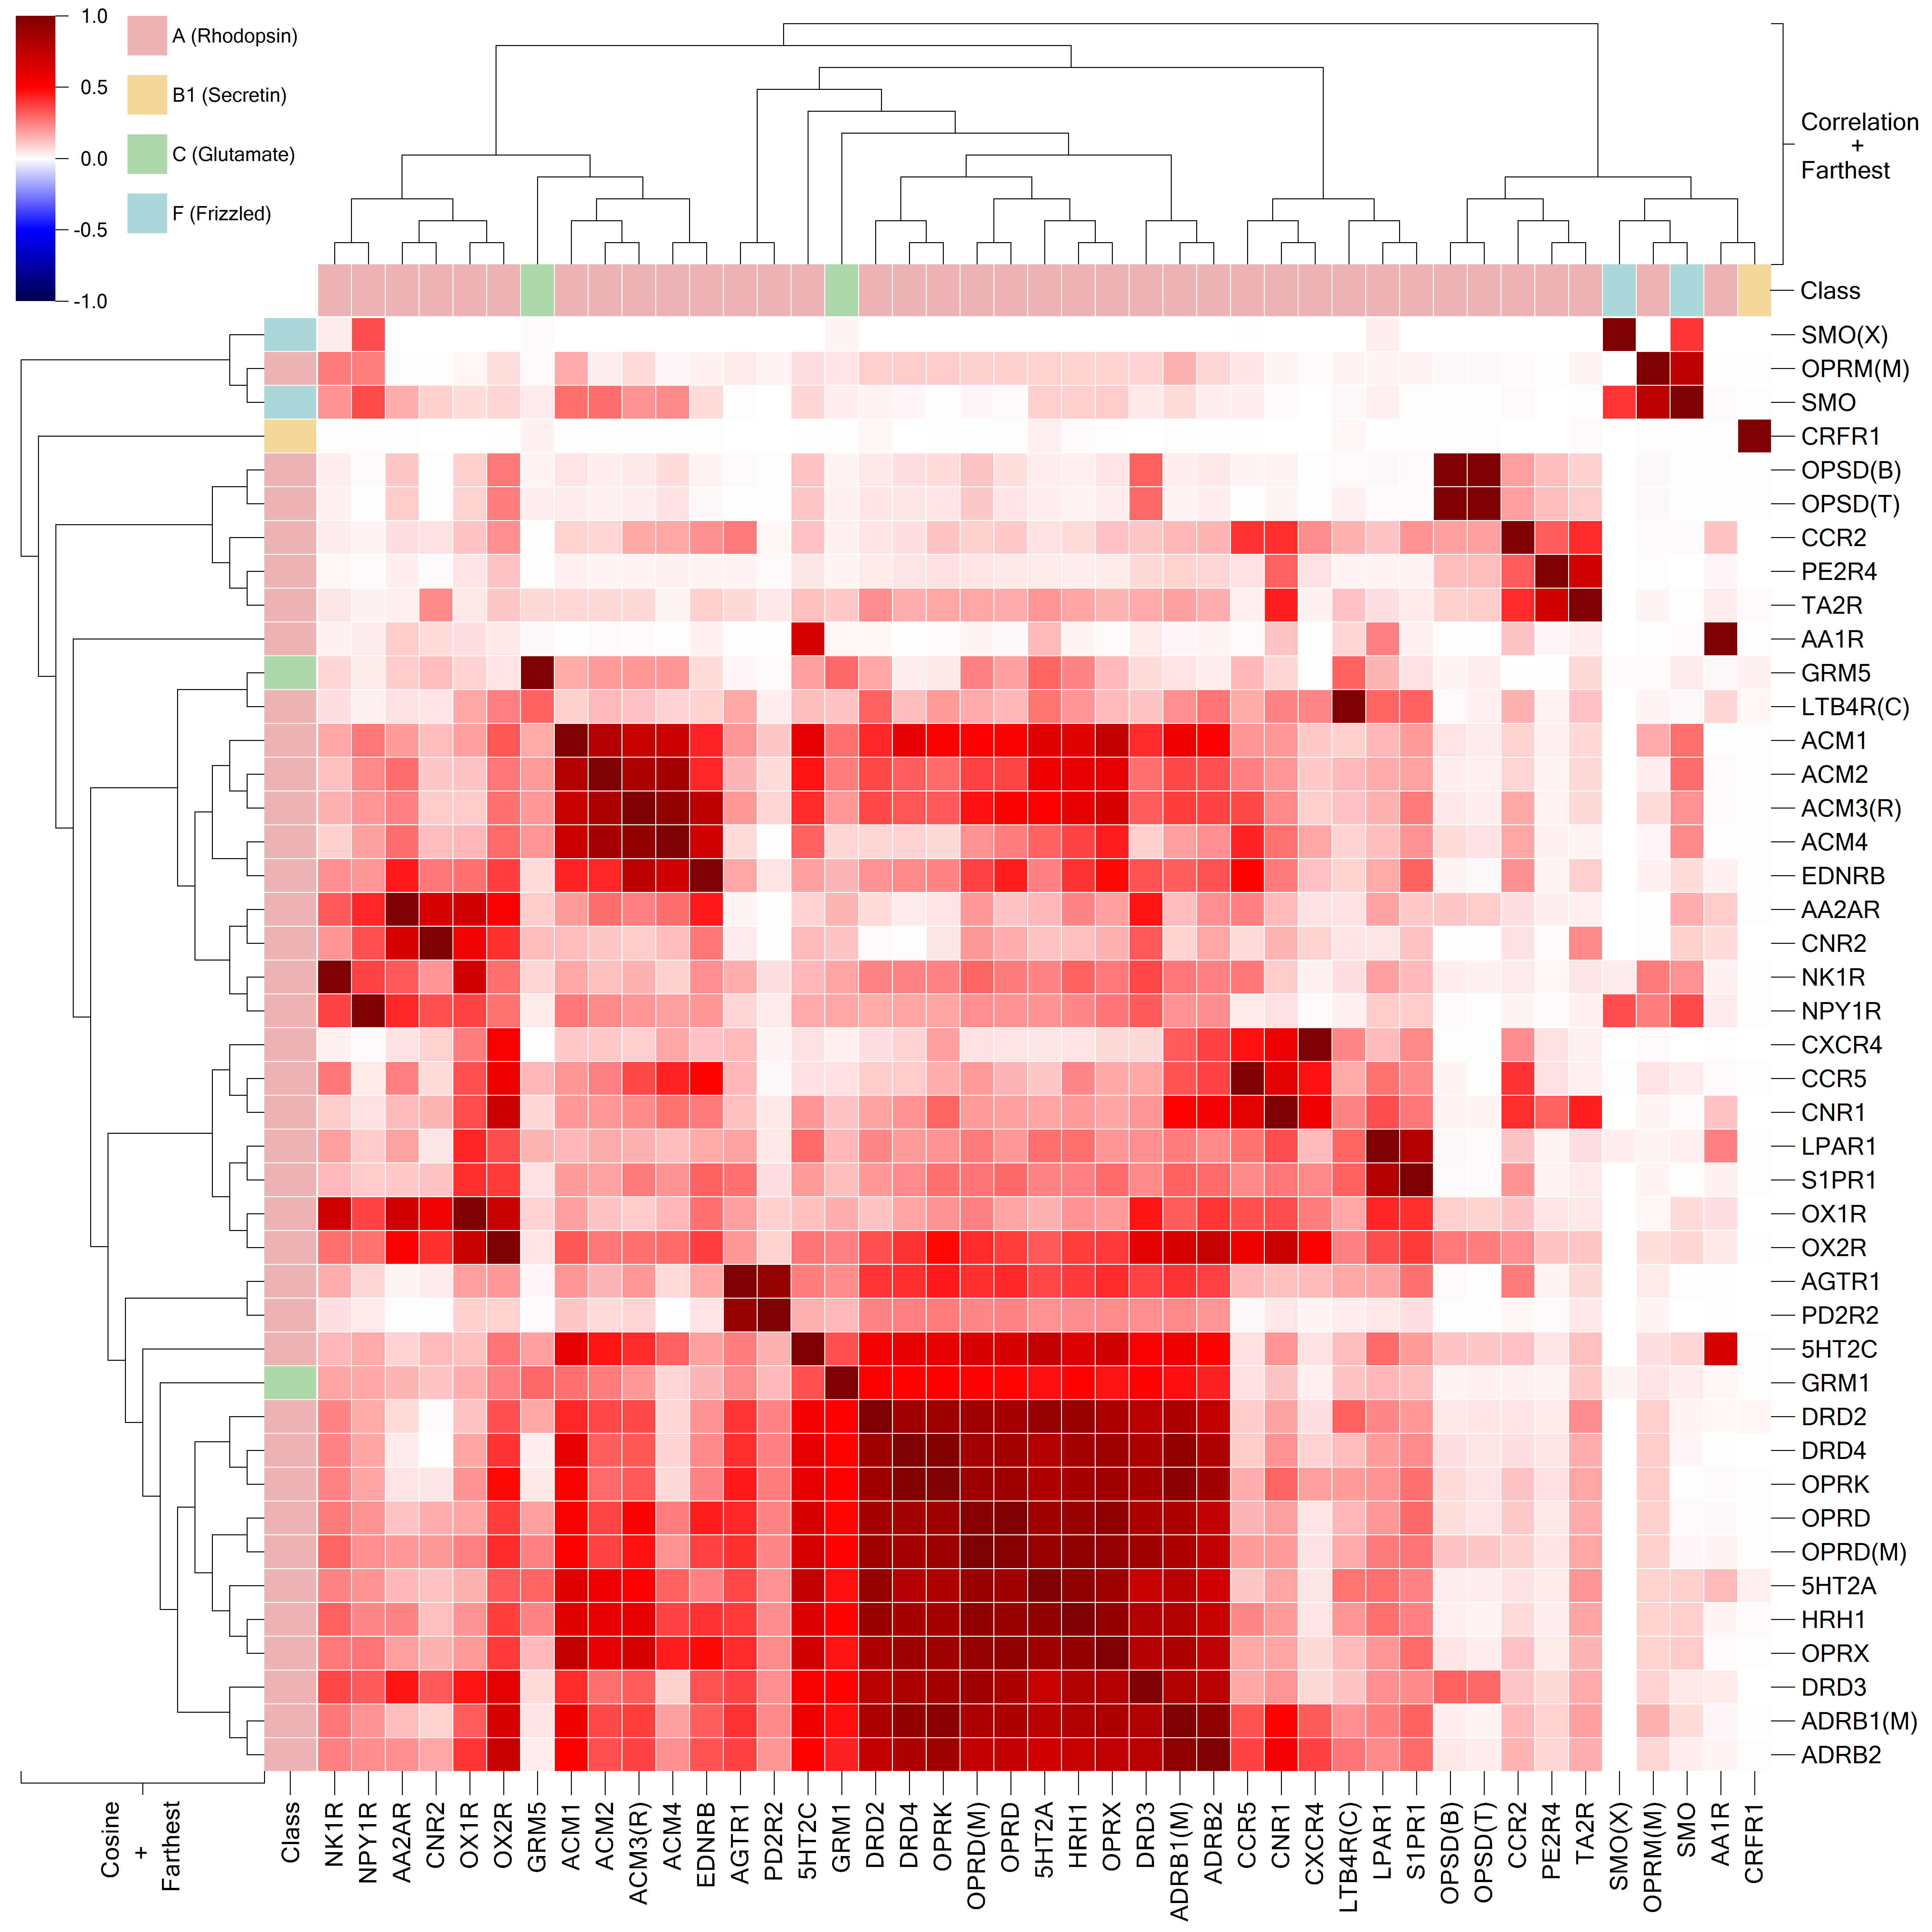 1.0
0.5
0.0
-0.5
-1.0
A (Rhodopsin)
B1 (Secretin)
C (Glutamate)
F (Frizzled)
Correlation
+
Farthest
Class
SMO(X)
OPRM(M)
SMO
CRFR1
OPSD(B)
OPSD(T)
CCR2
PE2R4
TA2R
AA1R
GRM5
LTB4R(C)
ACM1
ACM2
ACM3(R)
ACM4
EDNRB
AA2AR
CNR2
NK1R
NPY1R
CXCR4
CCR5
CNR1
LPAR1
S1PR1
OX1R
OX2R
AGTR1
PD2R2
5HT2C
GRM1
DRD2
DRD4
OPRK
OPRD
OPRD(M)
5HT2A
HRH1
OPRX
DRD3
ADRB1(M)
ADRB2
Cosine
+
Farthest
Class
NK1R
NPY1R
AA2AR
CNR2
OX1R
OX2R
GRM5
ACM1
ACM2
ACM3(R)
ACM4
EDNRB
AGTR1
PD2R2
5HT2C
GRM1
DRD2
DRD4
OPRK
OPRD(M)
OPRD
5HT2A
HRH1
OPRX
DRD3
ADRB1(M)
ADRB2
CCR5
CNR1
CXCR4
LTB4R(C)
LPAR1
S1PR1
OPSD(B)
OPSD(T)
CCR2
PE2R4
TA2R
SMO(X)
OPRM(M)
SMO
AA1R
CRFR1